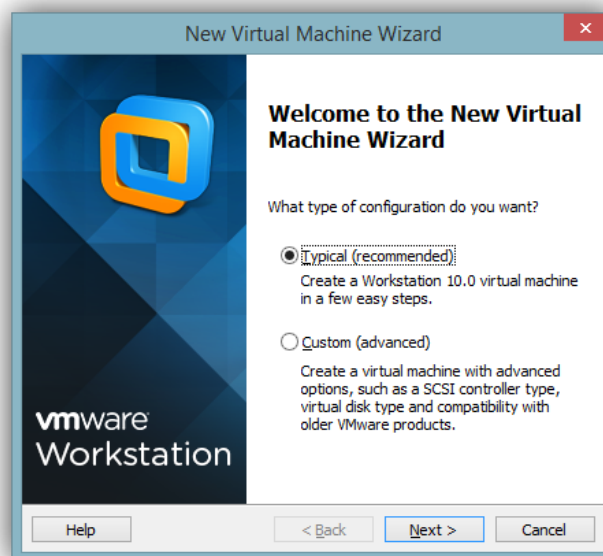 New Virtual Machine Wizard
x
Welcome to the New Virtual
Machine Wizard
What type of configuration do you want?
Typical (recommended)
Create a Workstation 10.0 virtual machine
in a few easy steps.
Custom (advanced)
Create a virtual machine with advanced
options, such as a SCSI controller type,
virtual disk type and compatibility with
older VMware products.
vmware
Workstation
Help
< Back
Next >
Cancel